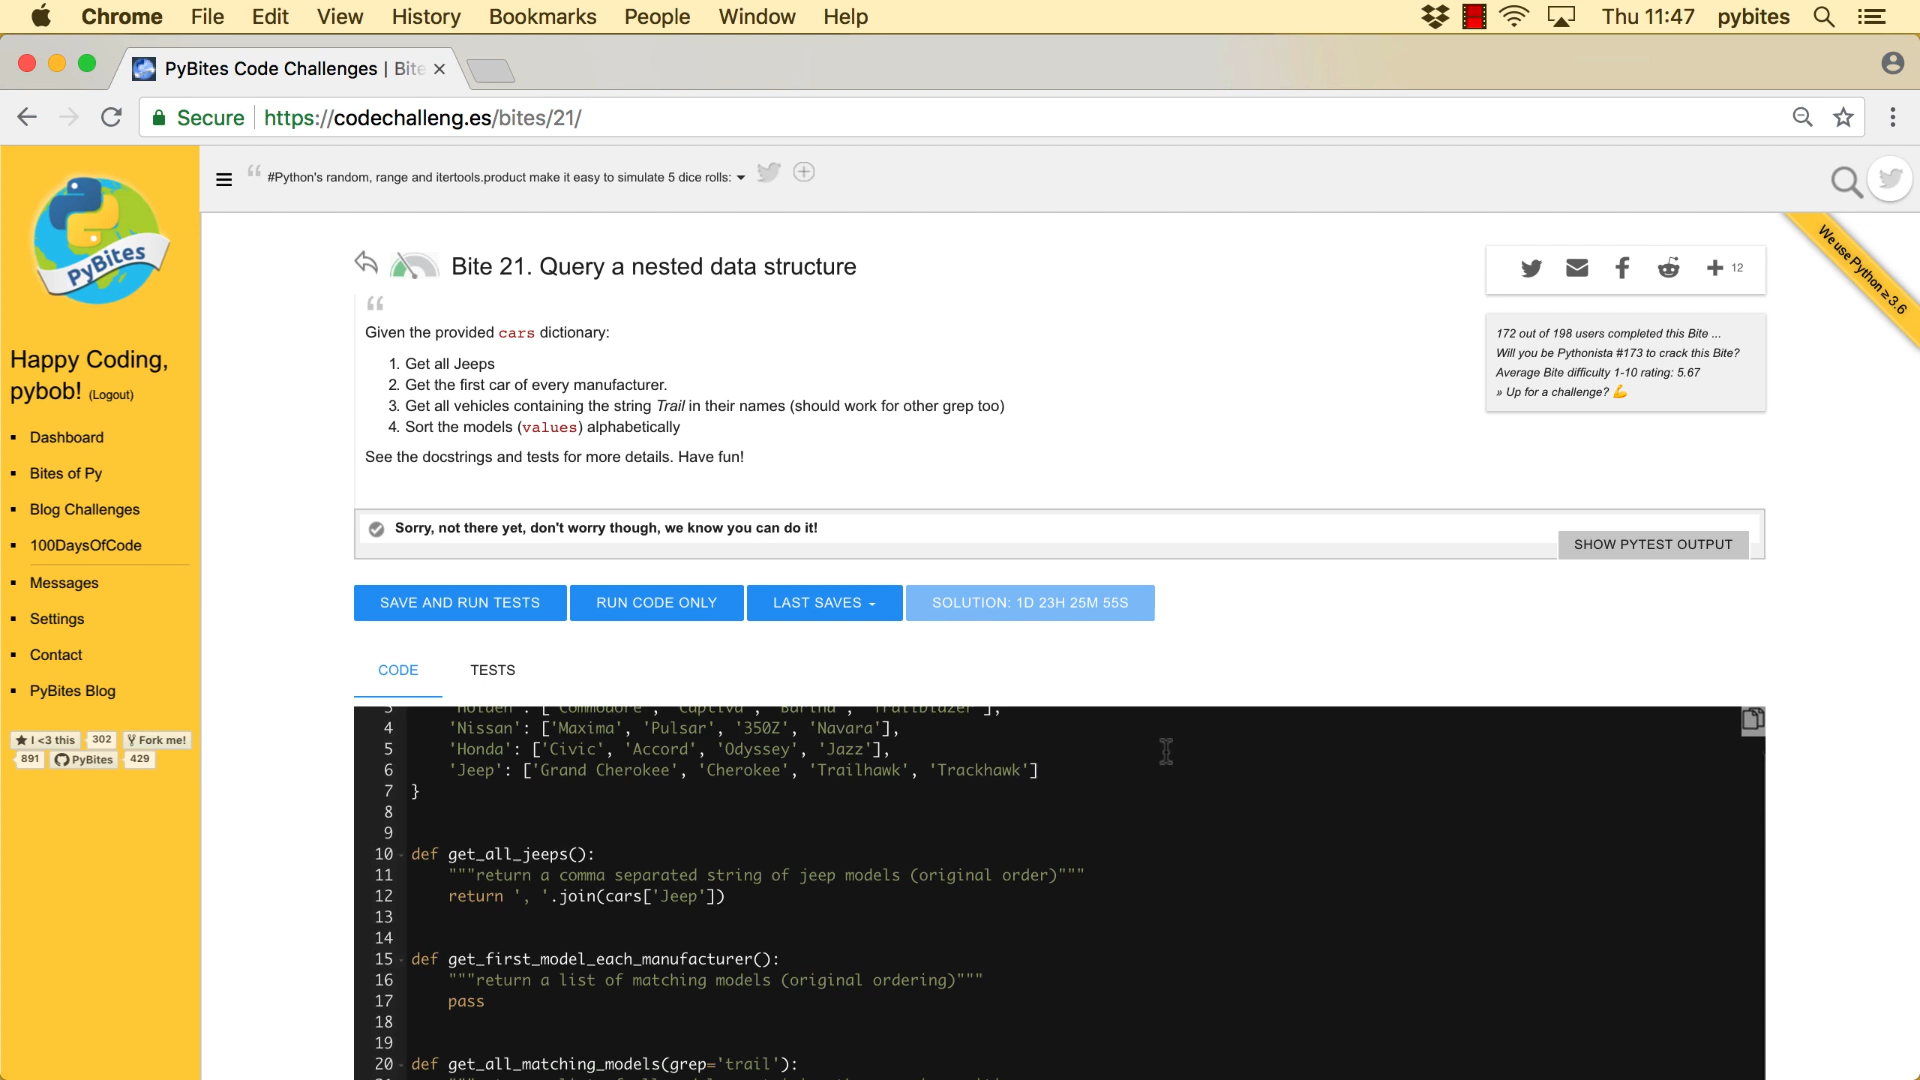 Chrome File Edit View History Bookmarks People Window Help Thu 11:47 pybites
PyBites Code Challenges | Bite
Secure https://codechalleng.es/bites/21/
PyBites
#Python's random, range and itertools.product make it easy to simulate 5 dice rolls:
We use Python ≥ 3.6
Happy Coding,
pybob! (Logout)
Dashboard
Bites of Py
Blog Challenges
100DaysOfCode
Messages
Settings
Contact
PyBites Blog
I <3 this 302 Fork me!
891 PyBites 429
Bite 21. Query a nested data structure
12
Given the provided cars dictionary:
1. Get all Jeeps
2. Get the first car of every manufacturer.
3. Get all vehicles containing the string Trail in their names (should work for other grep too)
4. Sort the models (values) alphabetically
See the docstrings and tests for more details. Have fun!
172 out of 198 users completed this Bite ...
Will you be Pythonista #173 to crack this Bite?
Average Bite difficulty 1-10 rating: 5.67
» Up for a challenge? 💪
Sorry, not there yet, don't worry though, we know you can do it!
SHOW PYTEST OUTPUT
SAVE AND RUN TESTS RUN CODE ONLY LAST SAVES SOLUTION: 1D 23H 25M 55S
CODE TESTS
3 'Holden': ['Commodore', 'Captiva', 'Barina', 'Trailblazer'],
4 'Nissan': ['Maxima', 'Pulsar', '350Z', 'Navara'],
5 'Honda': ['Civic', 'Accord', 'Odyssey', 'Jazz'],
6 'Jeep': ['Grand Cherokee', 'Cherokee', 'Trailhawk', 'Trackhawk']
7 }
8
9
10 def get_all_jeeps():
11 """return a comma separated string of jeep models (original order)"""
12 return ', '.join(cars['Jeep'])
13
14
15 def get_first_model_each_manufacturer():
16 """return a list of matching models (original ordering)"""
17 pass
18
19
20 def get_all_matching_models(grep='trail'):